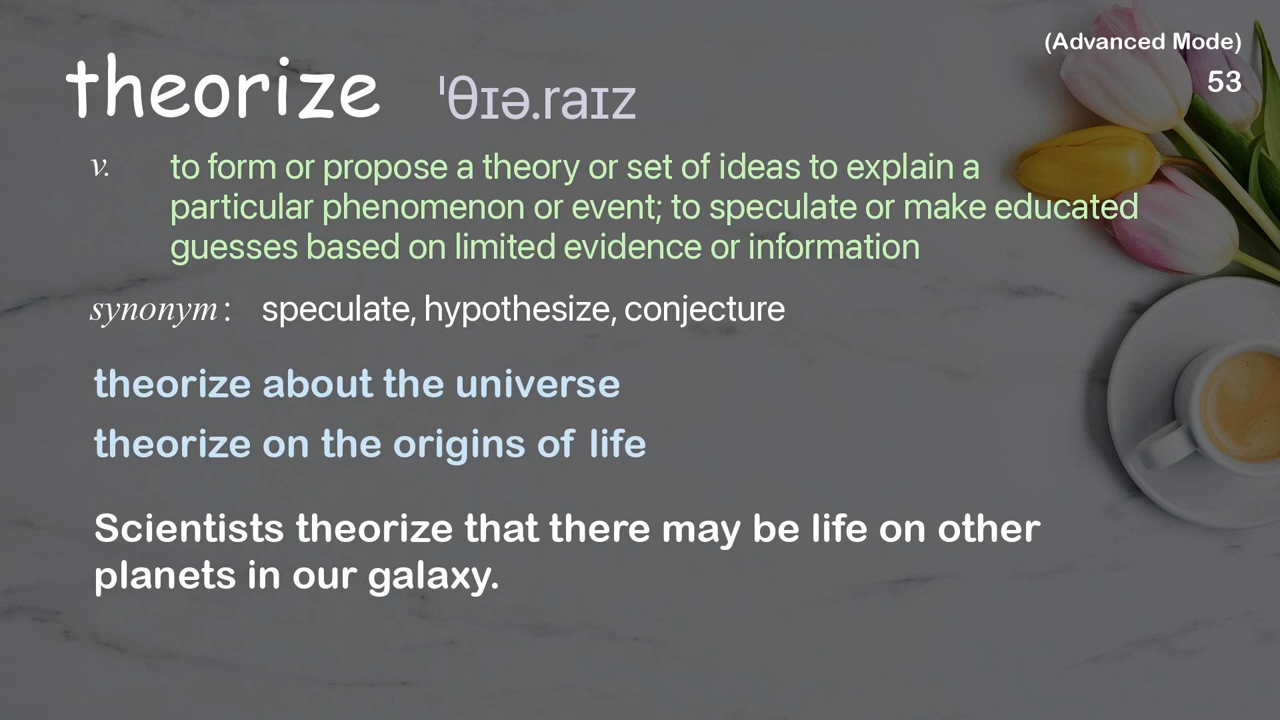 (Advanced Mode)
53
theorize ˈθɪə.raɪz
v. to form or propose a theory or set of ideas to explain a
particular phenomenon or event; to speculate or make educated
guesses based on limited evidence or information
synonym: speculate, hypothesize, conjecture
theorize about the universe
theorize on the origins of life
Scientists theorize that there may be life on other
planets in our galaxy.